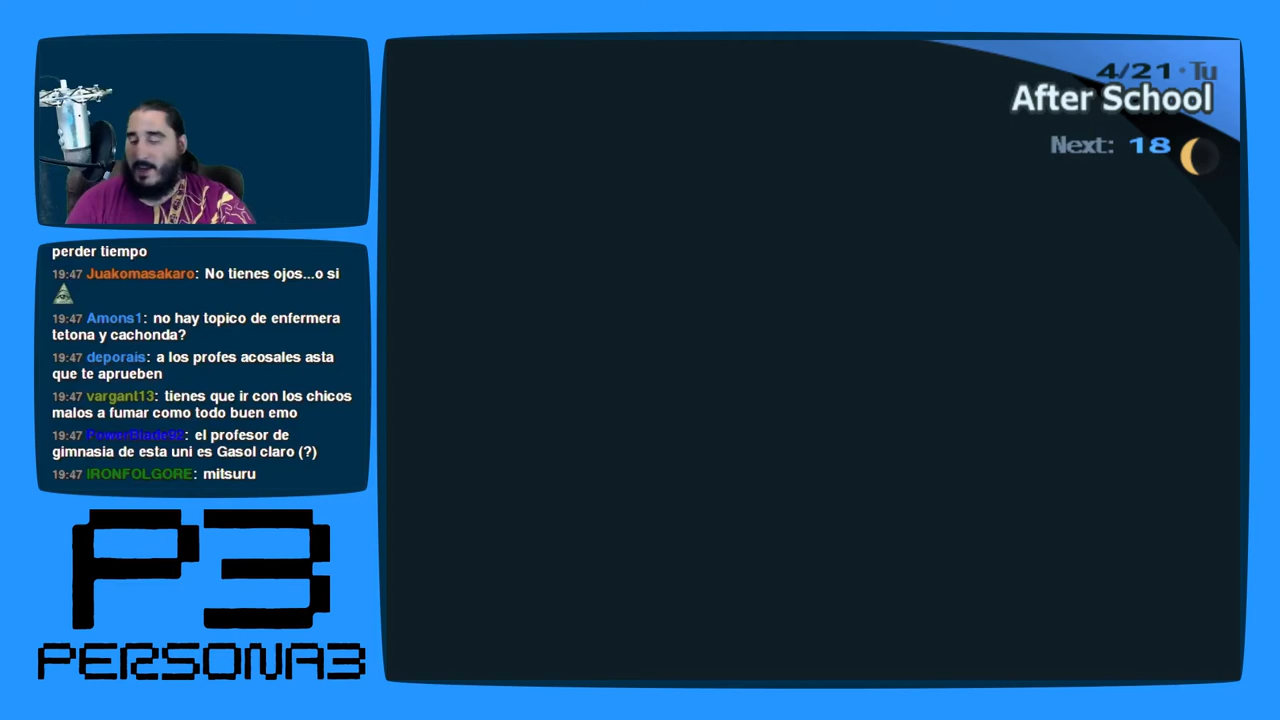 4/21 · Tu
After School
Next: 18
perder tiempo
19:47 Juakomasakaro: No tienes ojos...o si
19:47 Amons1: no hay topico de enfermera
tetona y cachonda?
19:47 deporais: a los profes acosales asta
que te aprueben
19:47 vargant13: tienes que ir con los chicos
malos a fumar como todo buen emo
19:47 : el profesor de
gimnasia de esta uni es Gasol claro (?)
19:47 IRONFOLGORE: mitsuru
P3
PERSONA3